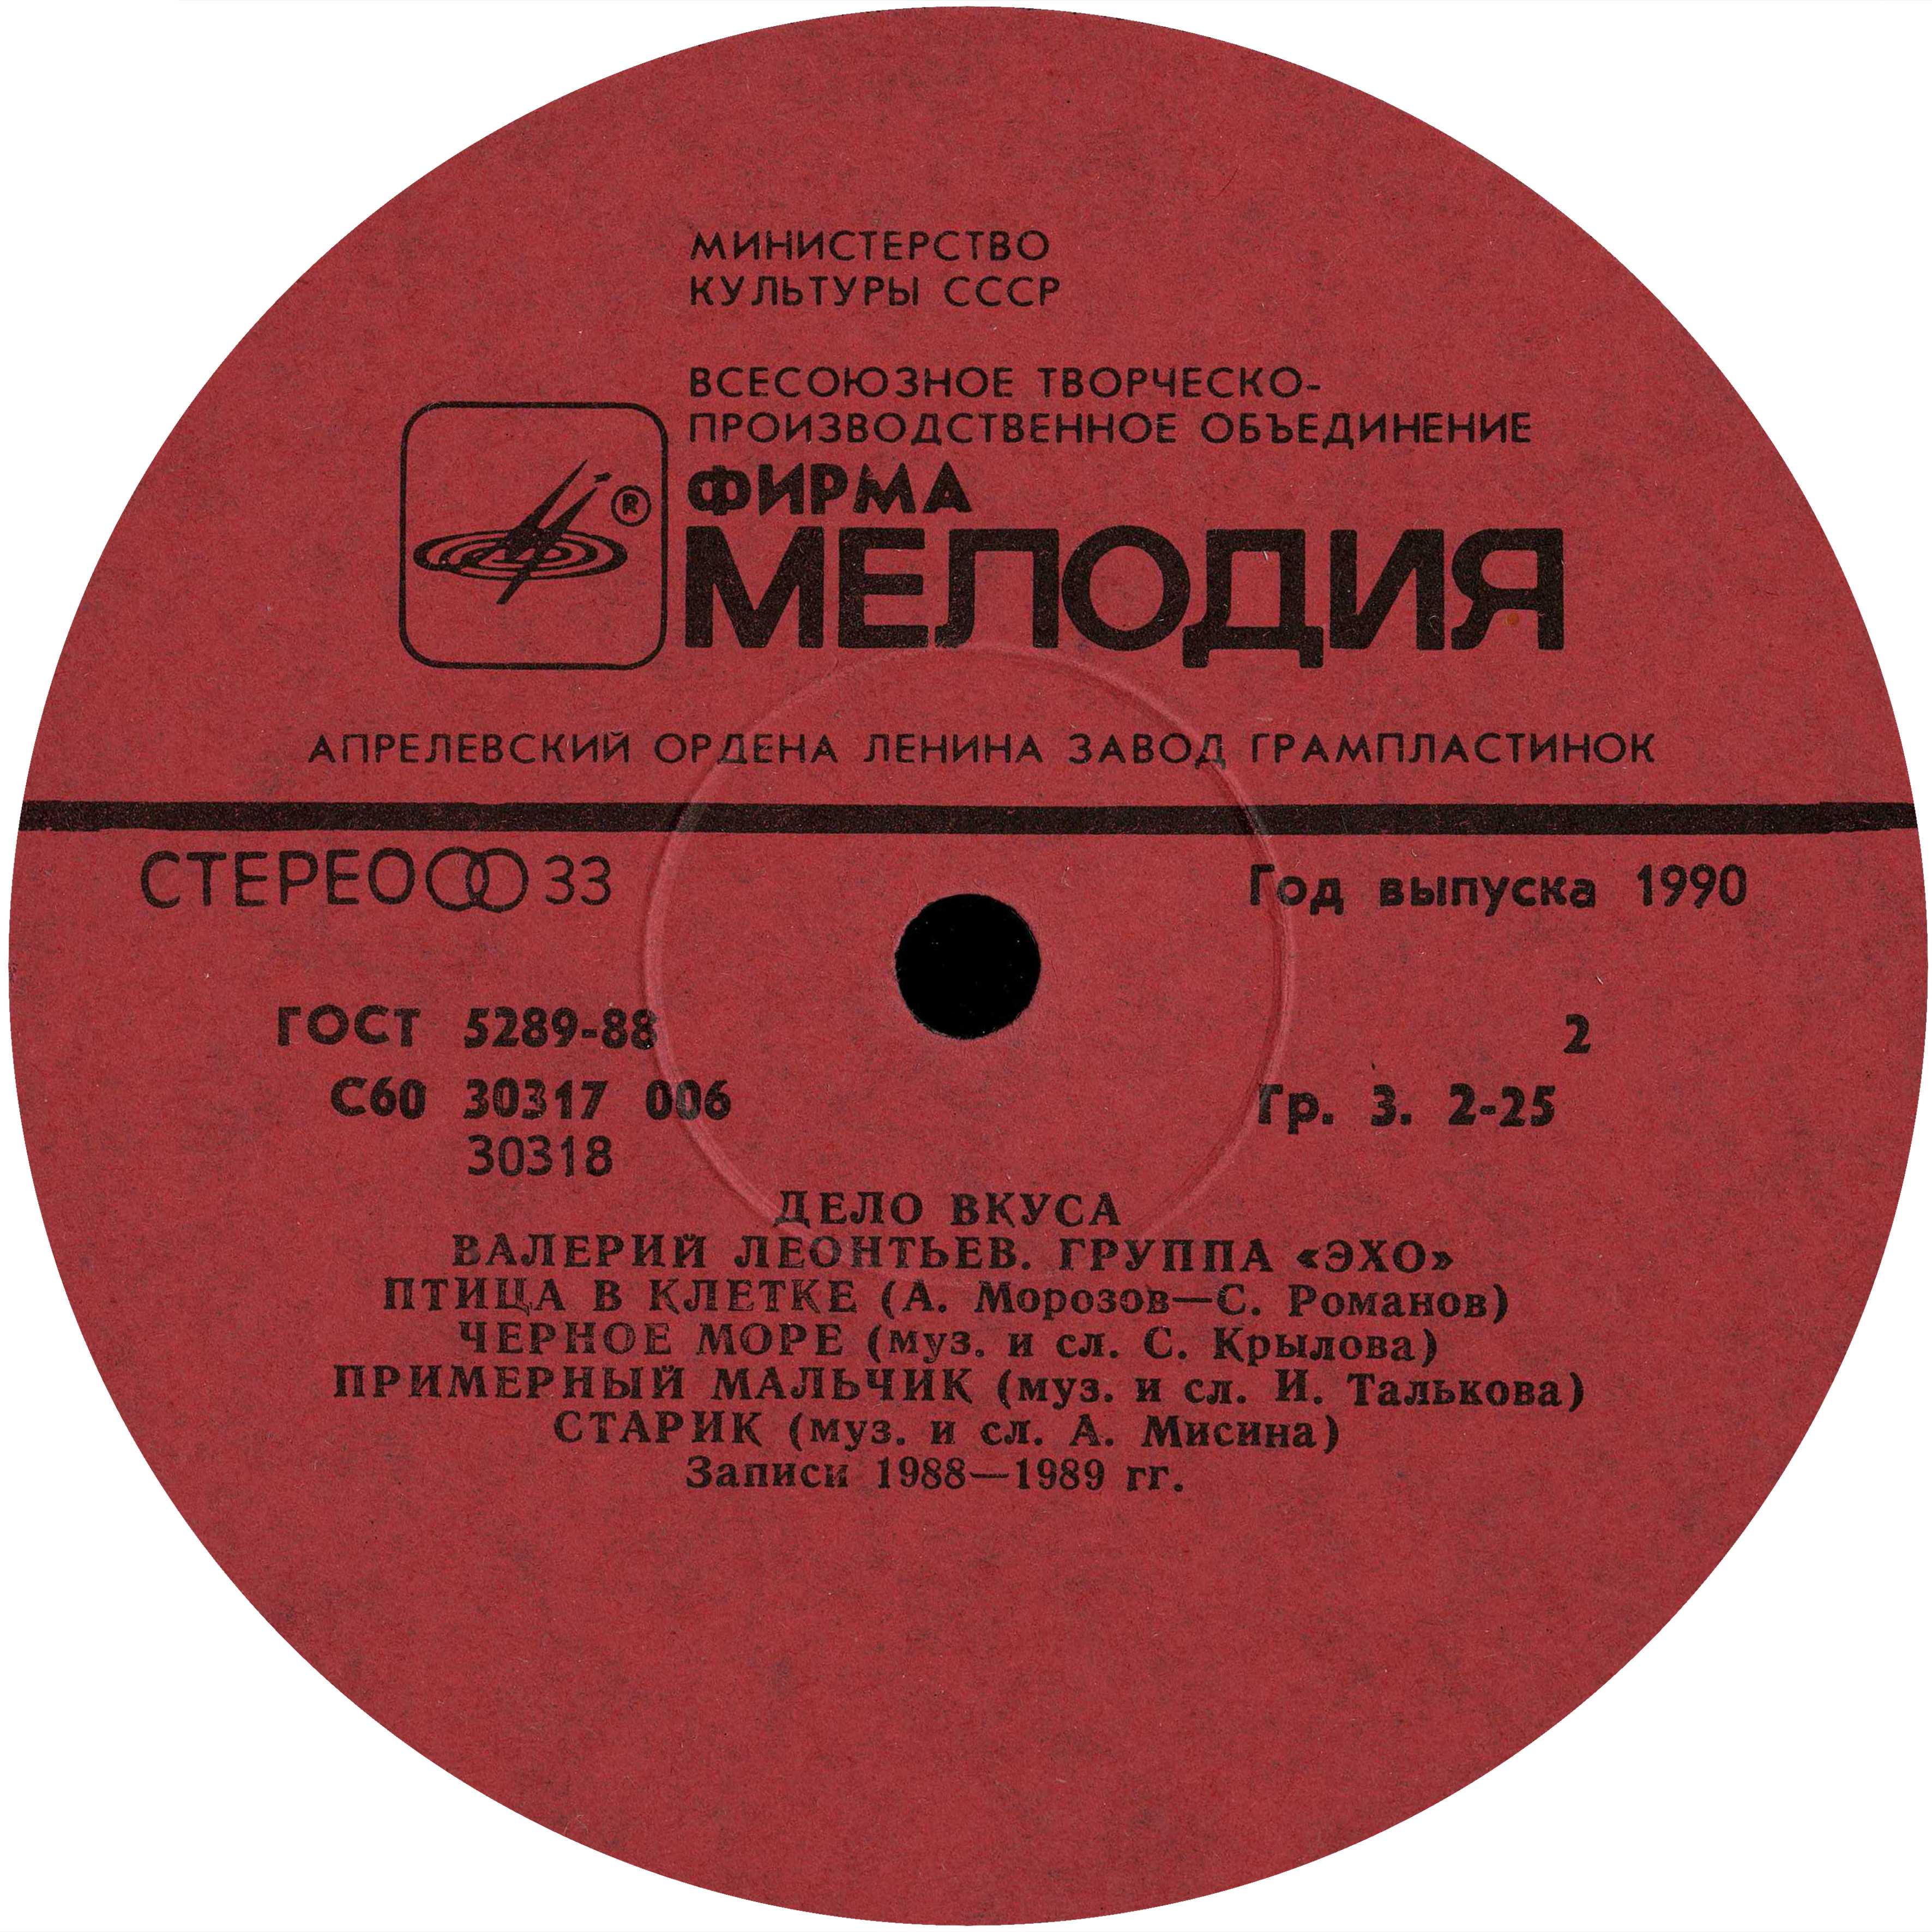 МИНИСТЕРСТВО
КУЛЬТУРЫ СССР
ВСЕСОЮЗНОЕ ТВОРЧЕСКО-
ПРОИЗВОДСТВЕННОЕ ОБЪЕДИНЕНИЕ
®
ФИРМА
МЕЛОДИЯ
АПРЕЛЕВСКИЙ ОРДЕНА ЛЕНИНА ЗАВОД ГРАМПЛАСТИНОК
СТЕРЕО 33
Год выпуска 1990
ГОСТ 5289-88
2
С60 30317 006
Гр. 3. 2-25
30318
ДЕЛО ВКУСА
ВАЛЕРИЙ ЛЕОНТЬЕВ. ГРУППА «ЭХО»
ПТИЦА В КЛЕТКЕ (А. Морозов—С. Романов)
ЧЕРНОЕ МОРЕ (муз. и сл. С. Крылова)
ПРИМЕРНЫЙ МАЛЬЧИК (муз. и сл. И. Талькова)
СТАРИК (муз. и сл. А. Мисина)
Записи 1988—1989 гг.